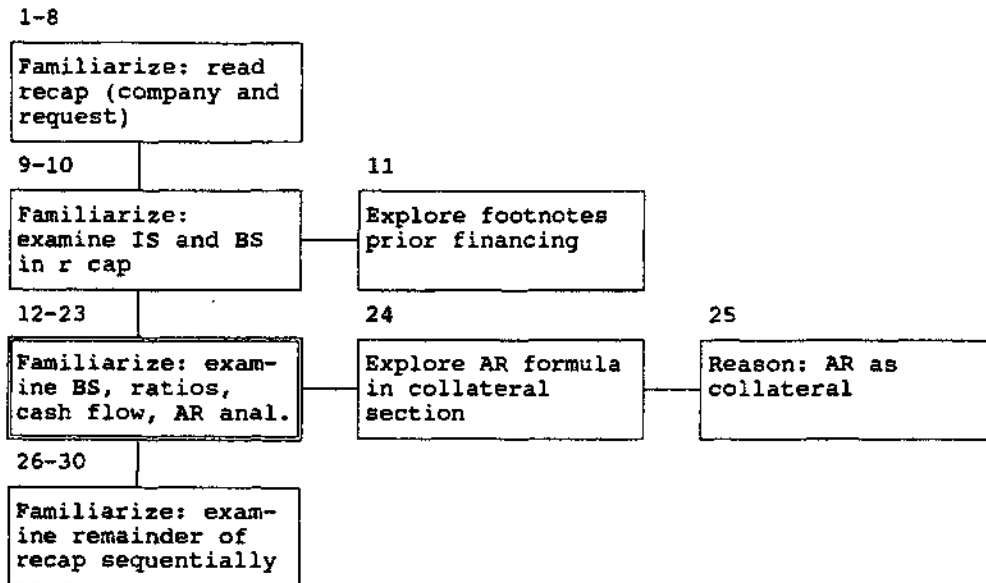 1-8
Familiarize: read
recap (company and
request)
9-10
Familiarize:
examine IS and BS
in r cap
11
Explore footnotes
prior financing
12-23
Familiarize: exam-
ine BS, ratios,
cash flow, AR anal.
24
Explore AR formula
in collateral
section
25
Reason: AR as
collateral
26-30
Familiarize: exam-
ine remainder of
recap sequentially